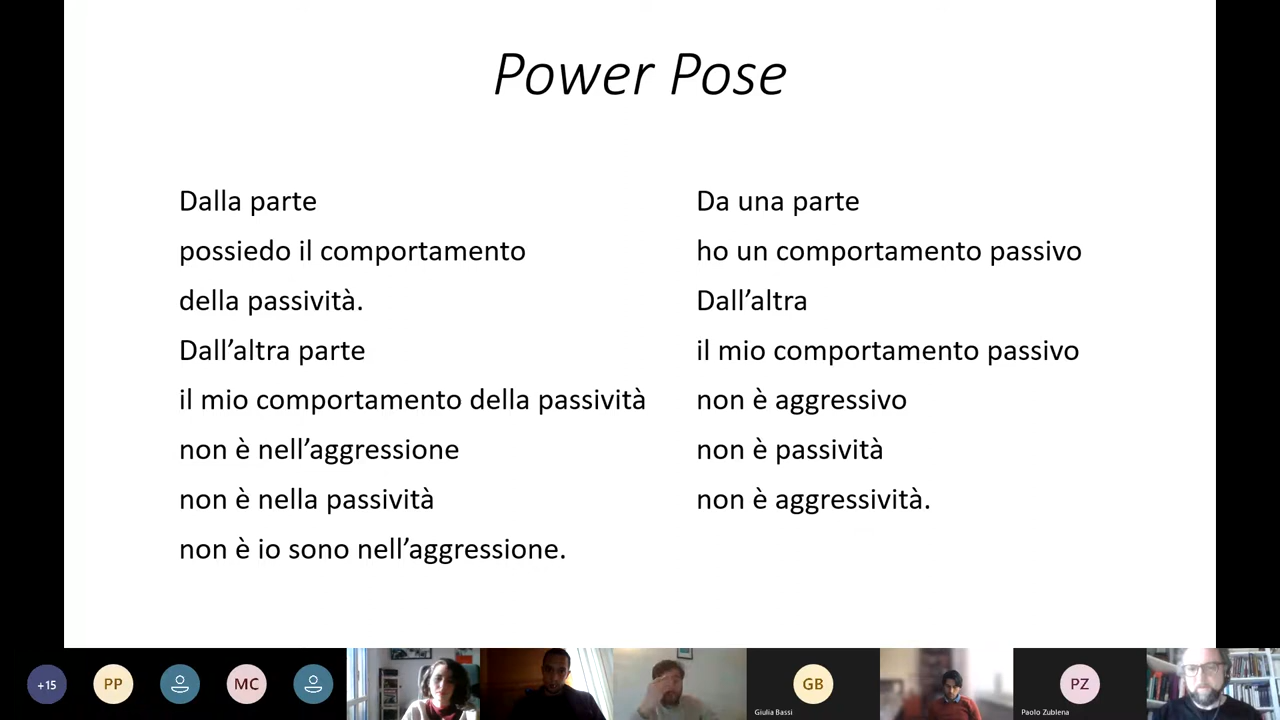 Power Pose
Dalla parte
possiedo il comportamento
della passività.
Dall’altra parte
il mio comportamento della passività
non è nell’aggressione
non è nella passività
non è io sono nell’aggressione.
Da una parte
ho un comportamento passivo
Dall’altra
il mio comportamento passivo
non è aggressivo
non è passività
non è aggressività.
+15
PP
MC
GB
Giulia Bassi
PZ
Paolo Zublena